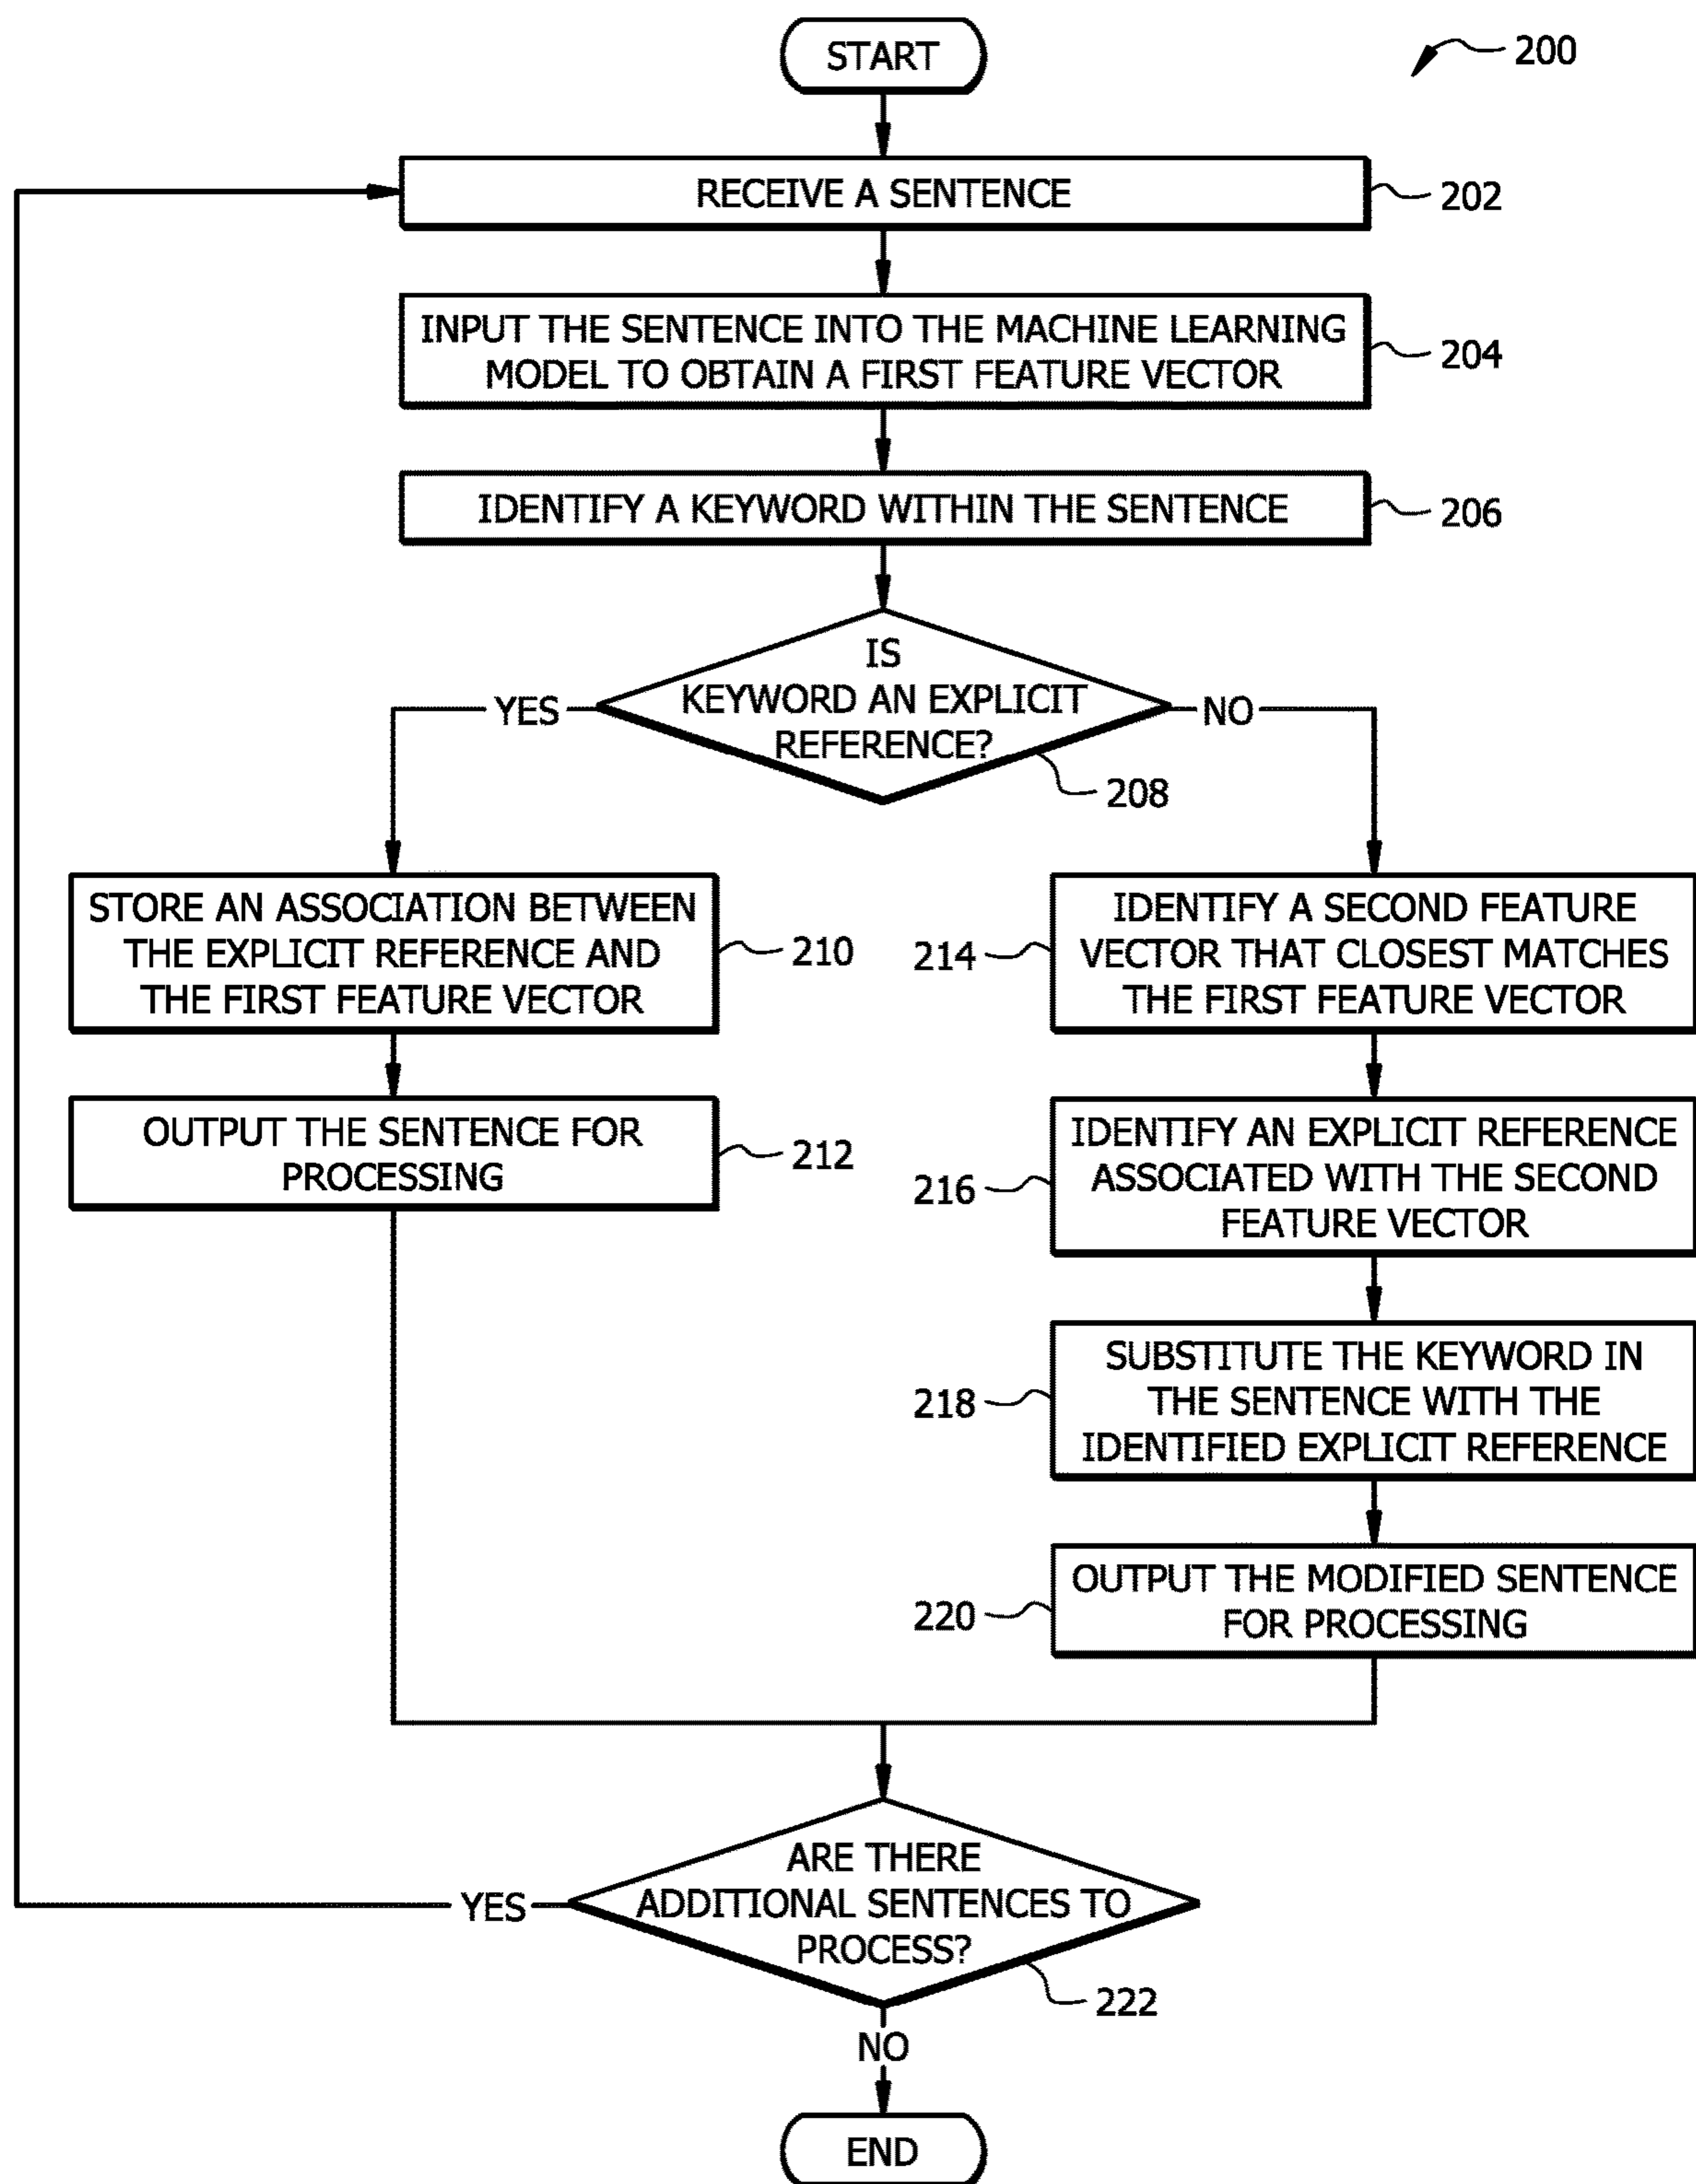 START
200
RECEIVE A SENTENCE
202
INPUT THE SENTENCE INTO THE MACHINE LEARNING
MODEL TO OBTAIN A FIRST FEATURE VECTOR
204
IDENTIFY A KEYWORD WITHIN THE SENTENCE
206
IS
KEYWORD AN EXPLICIT
REFERENCE?
208
YES
NO
STORE AN ASSOCIATION BETWEEN
THE EXPLICIT REFERENCE AND
THE FIRST FEATURE VECTOR
210
OUTPUT THE SENTENCE FOR
PROCESSING
212
IDENTIFY A SECOND FEATURE
VECTOR THAT CLOSEST MATCHES
THE FIRST FEATURE VECTOR
214
IDENTIFY AN EXPLICIT REFERENCE
ASSOCIATED WITH THE SECOND
FEATURE VECTOR
216
SUBSTITUTE THE KEYWORD IN
THE SENTENCE WITH THE
IDENTIFIED EXPLICIT REFERENCE
218
OUTPUT THE MODIFIED SENTENCE
FOR PROCESSING
220
ARE THERE
ADDITIONAL SENTENCES TO
PROCESS?
222
YES
NO
END